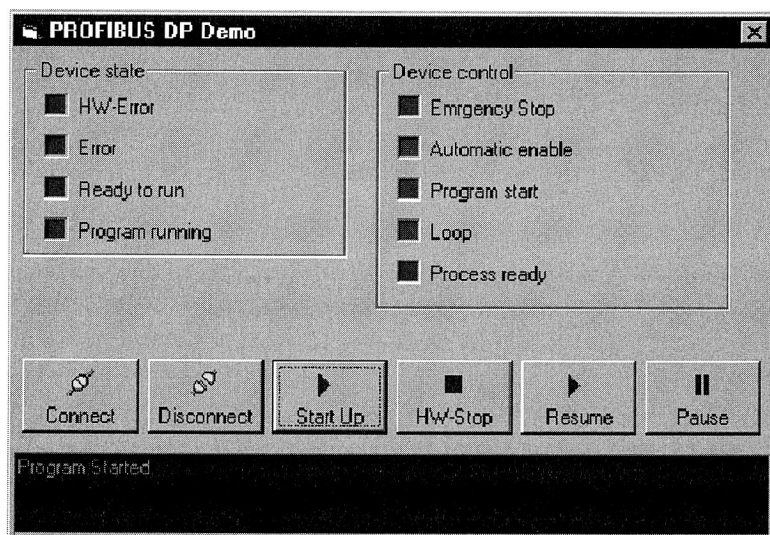 PROFIBUS DP Demo
Device state
HW-Error
Error
Ready to run
Program running
Device control
Emrgency Stop
Automatic enable
Program start
Loop
Process ready
Connect
Disconnect
Start Up
HW-Stop
Resume
Pause
Program Started